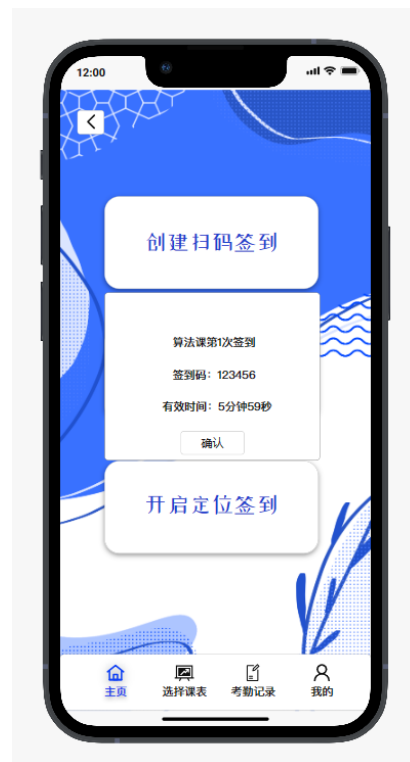 12:00
创建扫码签到
算法课第1次签到
签到码：123456
有效时间：5分钟59秒
确认
开启定位签到
主页 选择课表 考勤记录 我的